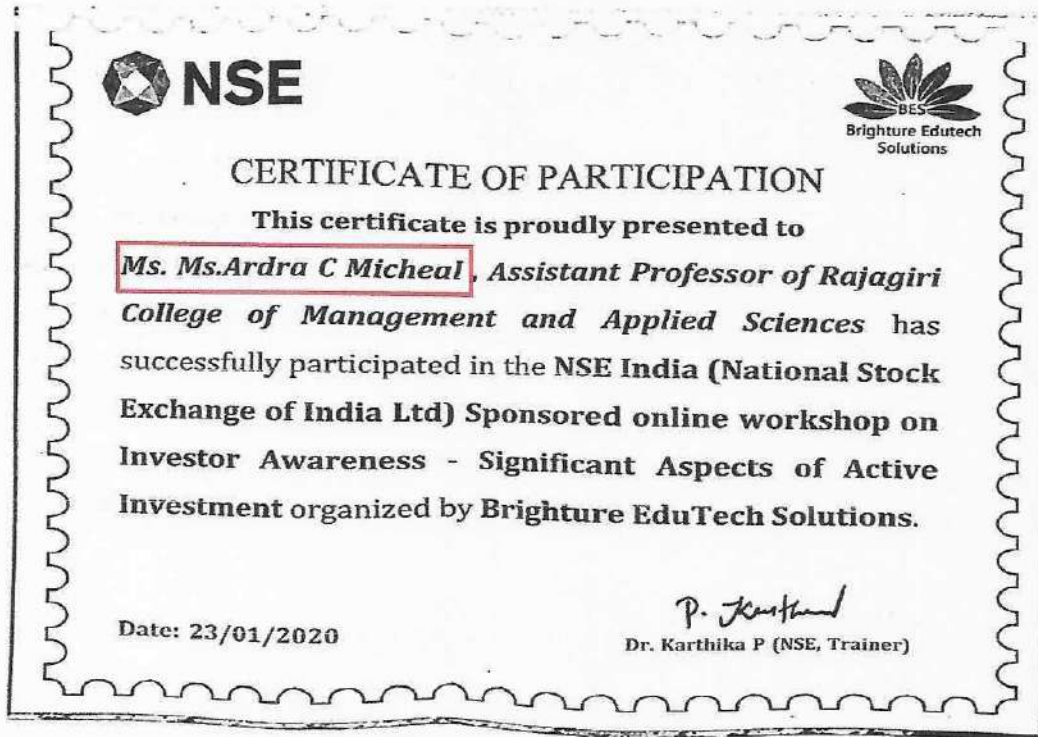 NSE
BES
Brighture Edutech
Solutions
CERTIFICATE OF PARTICIPATION
This certificate is proudly presented to
Ms. Ms.Ardra C Micheal, Assistant Professor of Rajagiri
College of Management and Applied Sciences has
successfully participated in the NSE India (National Stock
Exchange of India Ltd) Sponsored online workshop on
Investor Awareness - Significant Aspects of Active
Investment organized by Brighture EduTech Solutions.
P. Karthika
Date: 23/01/2020
Dr. Karthika P (NSE, Trainer)